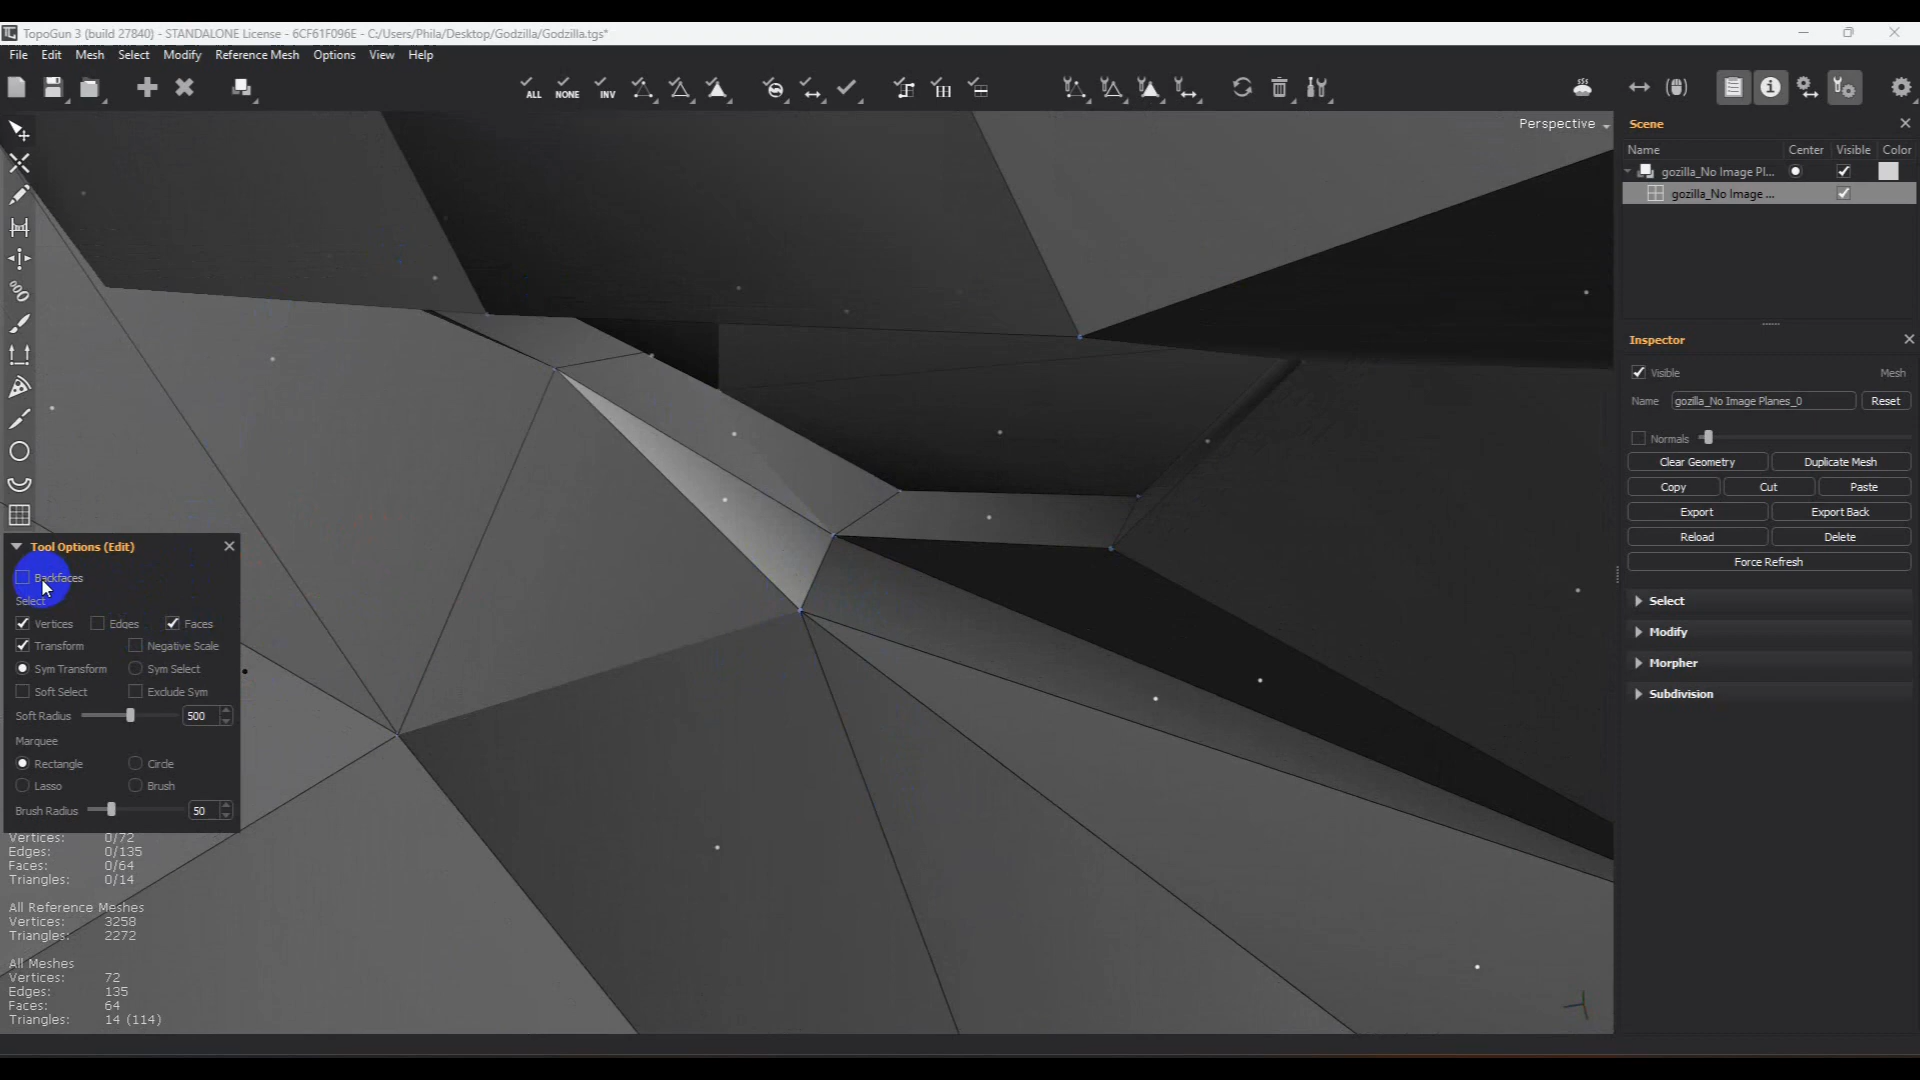 TopoGun 3 (build 27840) - STANDALONE License - 6CF61F096E - C:/Users/Phila/Desktop/Godzilla/Godzilla.tgs*
File Edit Mesh Select Modify Reference Mesh Options View Help
ALL NONE INV
Perspective
Scene
Name Center Visible Color
gozilla_No Image Pl...
gozilla_No Image ...
Inspector
Visible Mesh
Name gozilla_No Image Planes_0 Reset
Normals
Clear Geometry Duplicate Mesh
Copy Cut Paste
Export Export Back
Reload Delete
Force Refresh
Select
Modify
Morpher
Subdivision
Tool Options (Edit)
Backfaces
Select
Vertices Edges Faces
Transform Negative Scale
Sym Transform Sym Select
Soft Select Exclude Sym
Soft Radius 500
Marquee
Rectangle Circle
Lasso Brush
Brush Radius 50
Vertices: 0/72
Edges: 0/135
Faces: 0/64
Triangles: 0/14
All Reference Meshes
Vertices: 3258
Triangles: 2272
All Meshes
Vertices: 72
Edges: 135
Faces: 64
Triangles: 14 (114)